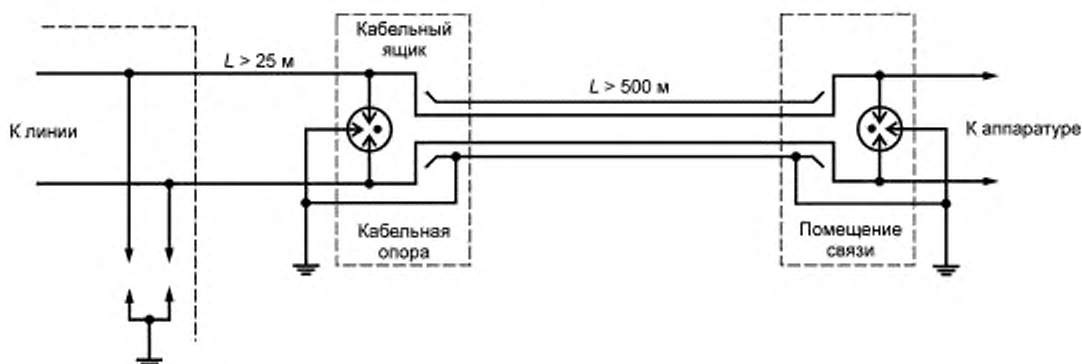 Кабельный
ящик
L > 25 м
L > 500 м
К линии
К аппаратуре
Кабельная
опора
Помещение
связи